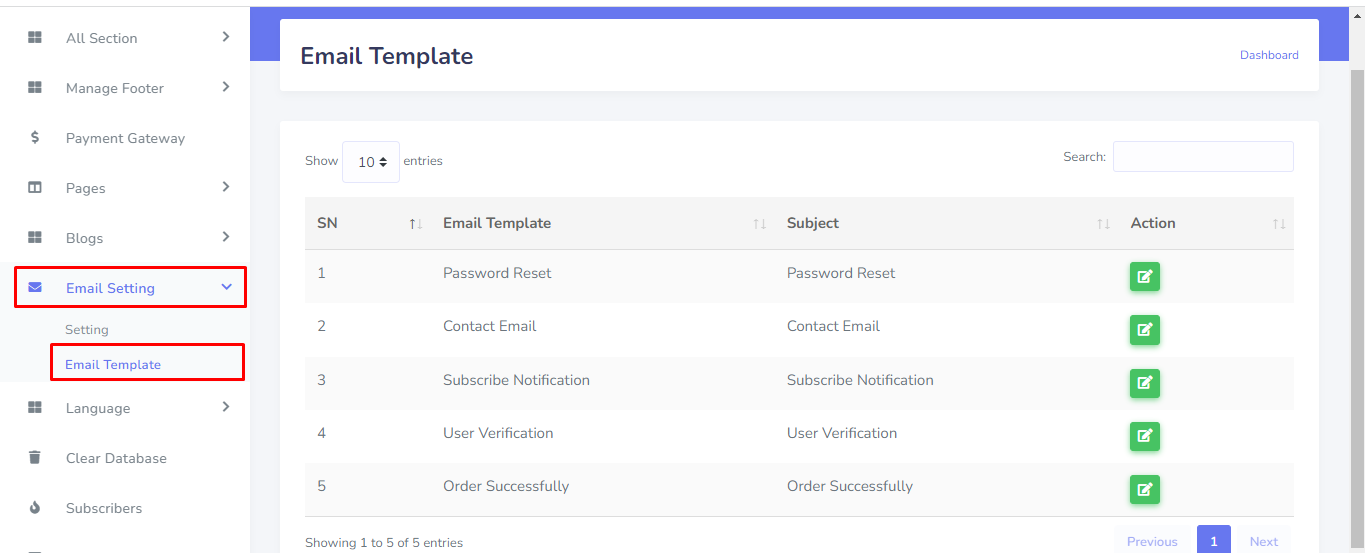 All Section
Manage Footer
Payment Gateway
Pages
Blogs
Email Setting
Setting
Email Template
Language
Clear Database
Subscribers
Email Template
Dashboard
Show 10 entries
Search:
SN Email Template Subject Action
1 Password Reset Password Reset
2 Contact Email Contact Email
3 Subscribe Notification Subscribe Notification
4 User Verification User Verification
5 Order Successfully Order Successfully
Showing 1 to 5 of 5 entries
Previous 1 Next